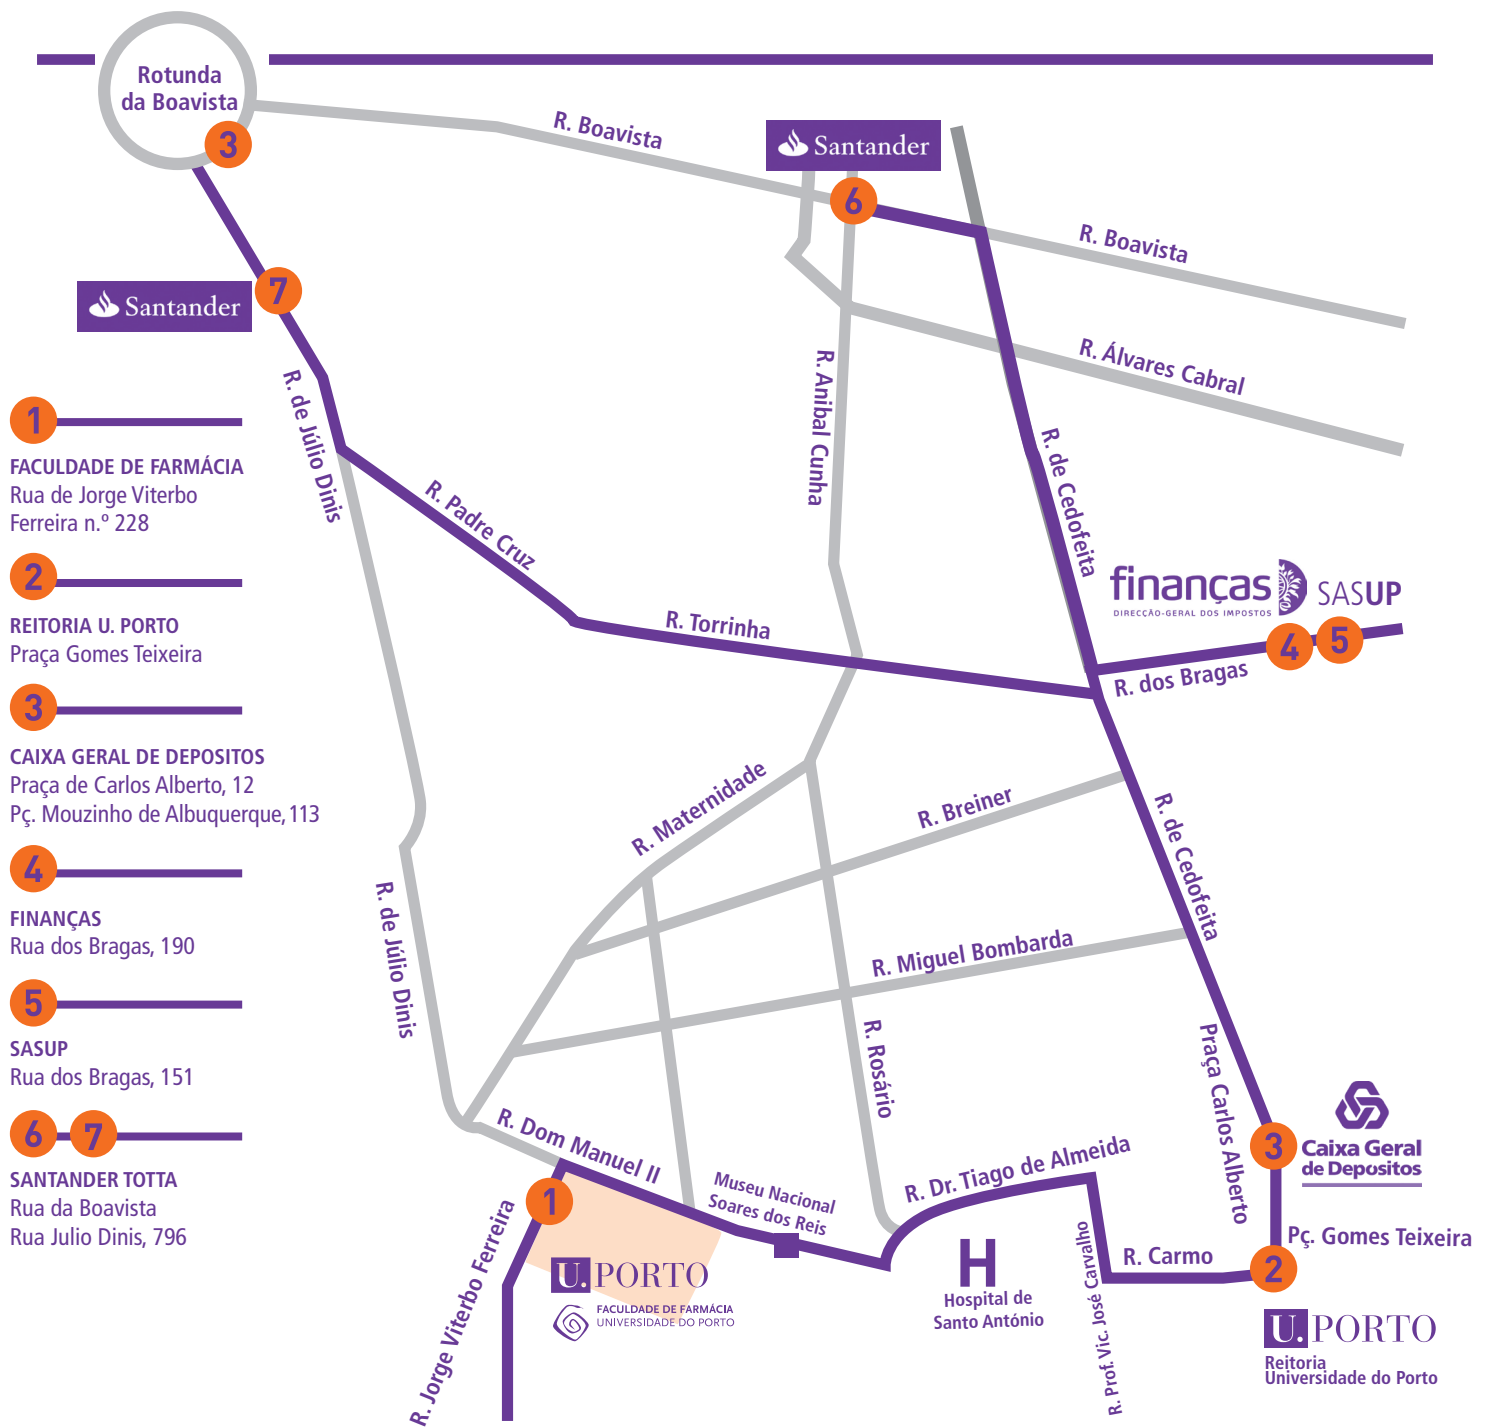 Rotunda
da Boavista
3
R. Boavista
Santander
6
R. Boavista
7
Santander
R. Álvares Cabral
R. de Júlio Dinis
R. Anibal Cunha
R. de Cedofeita
R. Padre Cruz
R. Torrinha
finanças
DIRECÇÃO-GERAL DOS IMPOSTOS
SASUP
4
5
R. dos Bragas
1
FACULDADE DE FARMÁCIA
Rua de Jorge Viterbo
Ferreira n.º 228
2
REITORIA U. PORTO
Praça Gomes Teixeira
3
CAIXA GERAL DE DEPOSITOS
Praça de Carlos Alberto, 12
Pç. Mouzinho de Albuquerque, 113
4
FINANÇAS
Rua dos Bragas, 190
5
SASUP
Rua dos Bragas, 151
6 7
SANTANDER TOTTA
Rua da Boavista
Rua Julio Dinis, 796
R. Maternidade
R. Breiner
R. de Cedofeita
R. de Júlio Dinis
R. Miguel Bombarda
R. Rosário
Praça Carlos Alberto
R. Dom Manuel II
Museu Nacional
Soares dos Reis
R. Dr. Tiago de Almeida
3
Caixa Geral
de Depositos
1
R. Jorge Viterbo Ferreira
U. PORTO
FACULDADE DE FARMÁCIA
UNIVERSIDADE DO PORTO
H
Hospital de
Santo António
R. Prof. Vic. José Carvalho
R. Carmo
Pç. Gomes Teixeira
2
U. PORTO
Reitoria
Universidade do Porto